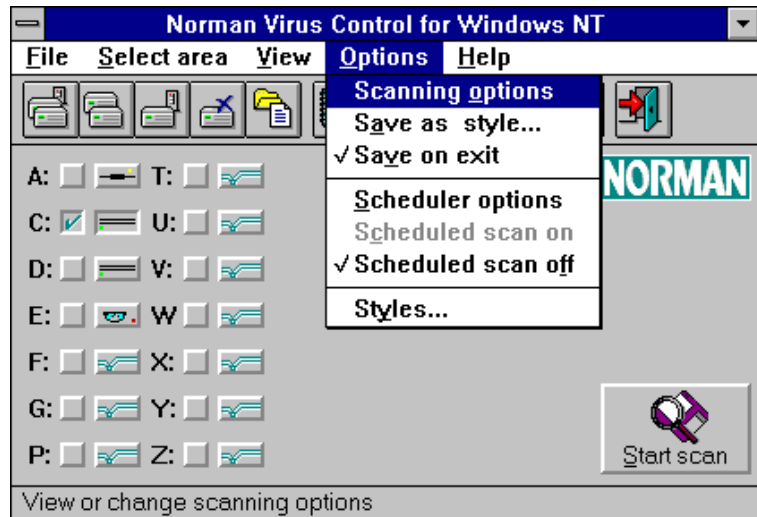 Norman Virus Control for Windows NT
File Select area View Options Help
Scanning options
Save as style...
✓ Save on exit
Scheduler options
Scheduled scan on
✓ Scheduled scan off
Styles...
NORMAN
A: T:
C: U:
D: V:
E: W
F: X:
G: Y:
P: Z:
Start scan
View or change scanning options